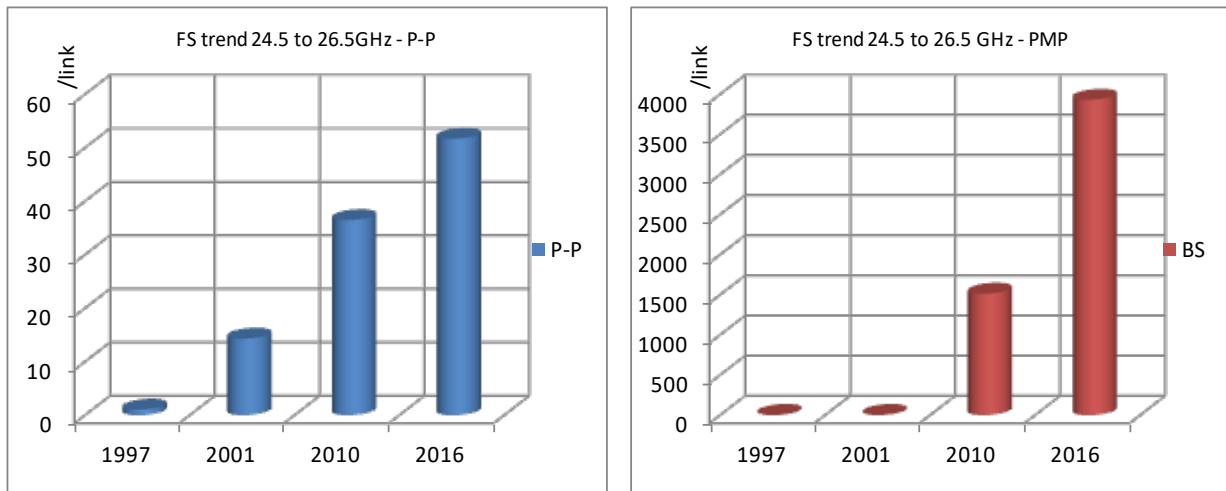 FS trend 24.5 to 26.5GHz - P-P
/link
60
50
40
30
20
10
0
1997 2001 2010 2016
P-P
FS trend 24.5 to 26.5 GHz - PMP
/link
4000
3500
3000
2500
2000
1500
1000
500
0
1997 2001 2010 2016
BS